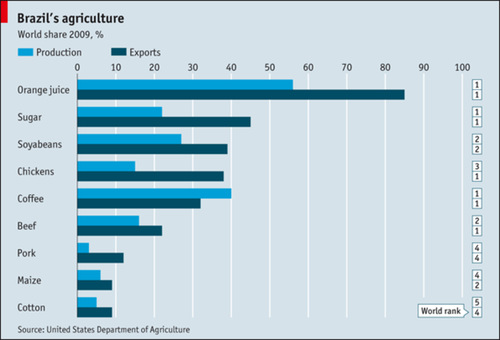 Brazil's agriculture
World share 2009, %
Production Exports
0 10 20 30 40 50 60 70 80 90 100
Orange juice 1 1
Sugar 1 1
Soyabeans 2 2
Chickens 3 1
Coffee 1 1
Beef 2 1
Pork 4 4
Maize 4 2
Cotton 5 4
World rank
Source: United States Department of Agriculture